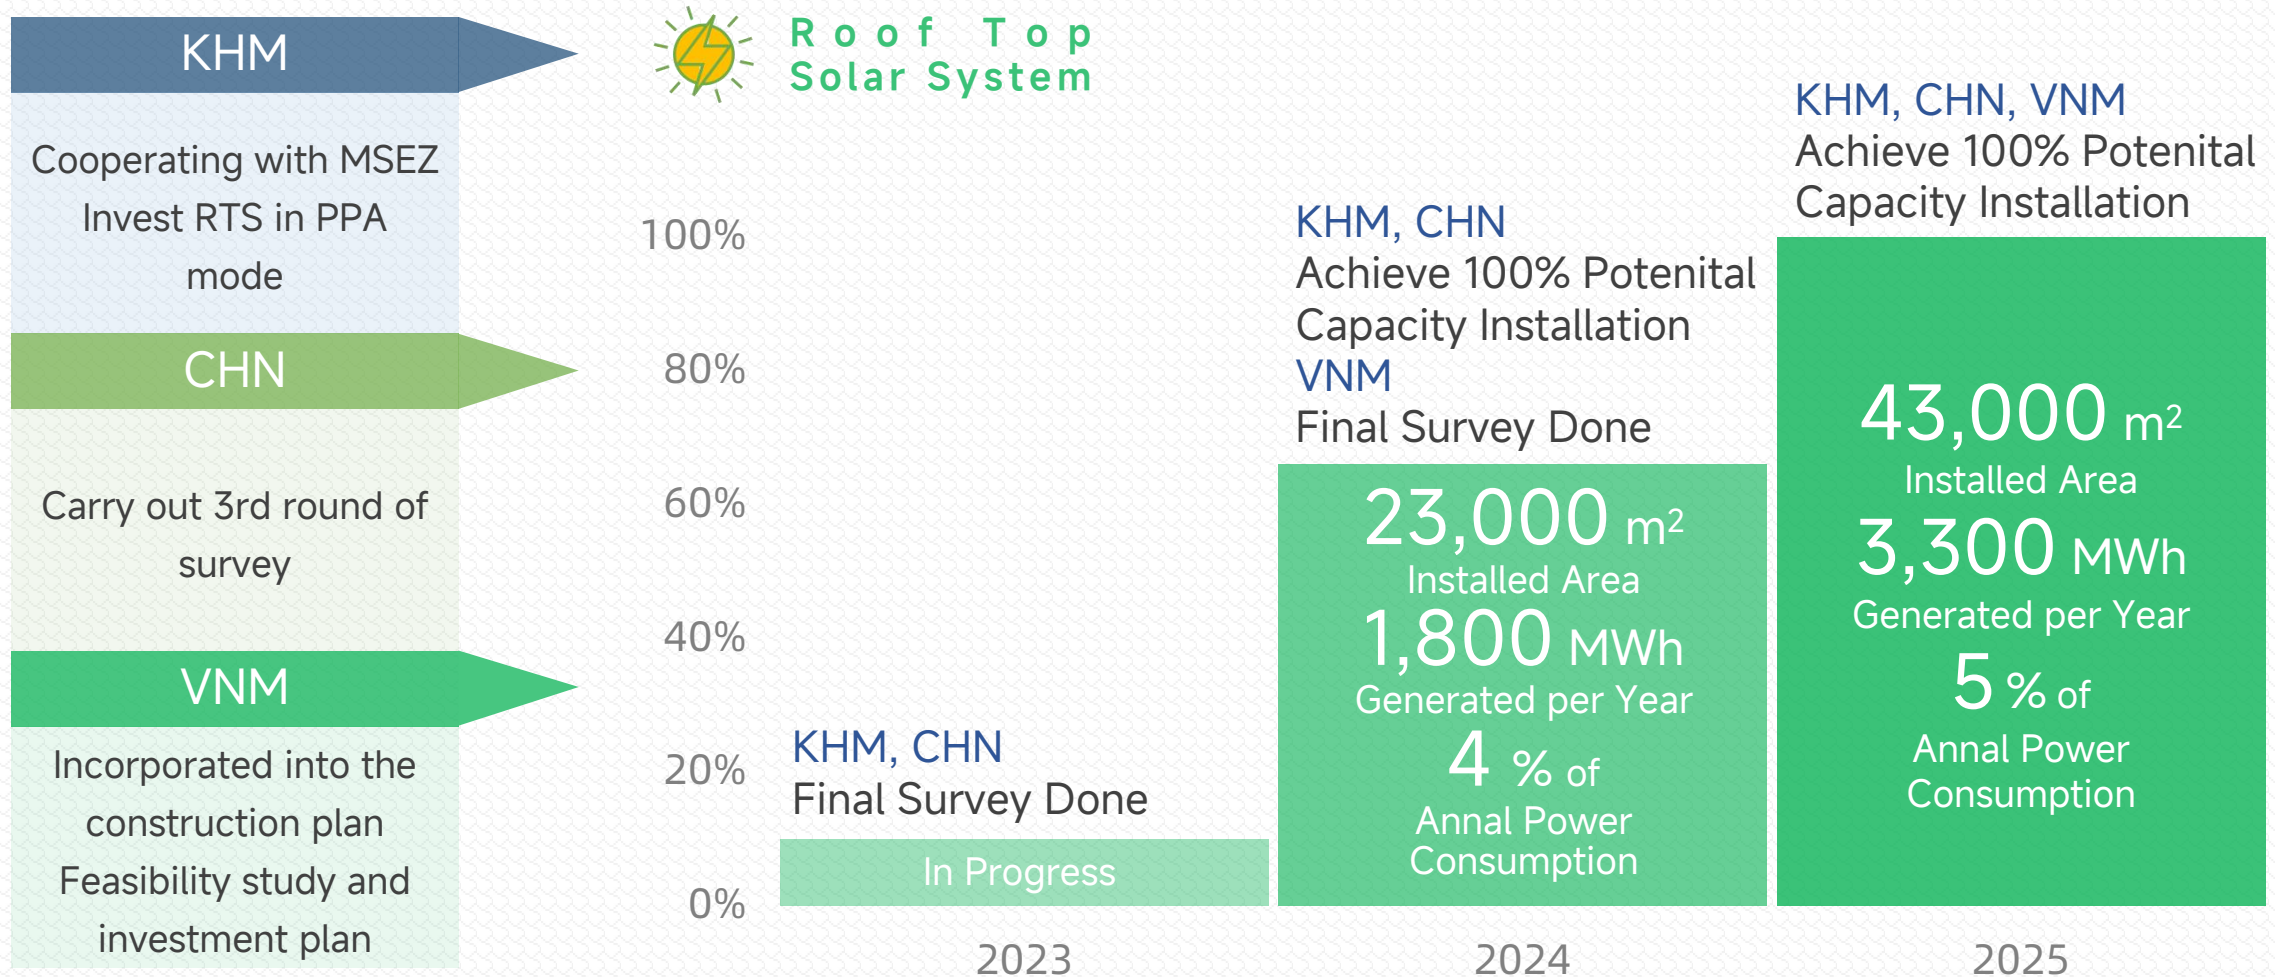 KHM
Cooperating with MSEZ
Invest RTS in PPA
mode
CHN
Carry out 3rd round of
survey
VNM
Incorporated into the
construction plan
Feasibility study and
investment plan
Roof Top
Solar System
100%
80%
60%
40%
20%
0%
KHM, CHN
Final Survey Done
In Progress
2023
KHM, CHN
Achieve 100% Potenital
Capacity Installation
VNM
Final Survey Done
23,000 m²
Installed Area
1,800 MWh
Generated per Year
4 % of
Annal Power
Consumption
2024
KHM, CHN, VNM
Achieve 100% Potenital
Capacity Installation
43,000 m²
Installed Area
3,300 MWh
Generated per Year
5 % of
Annal Power
Consumption
2025